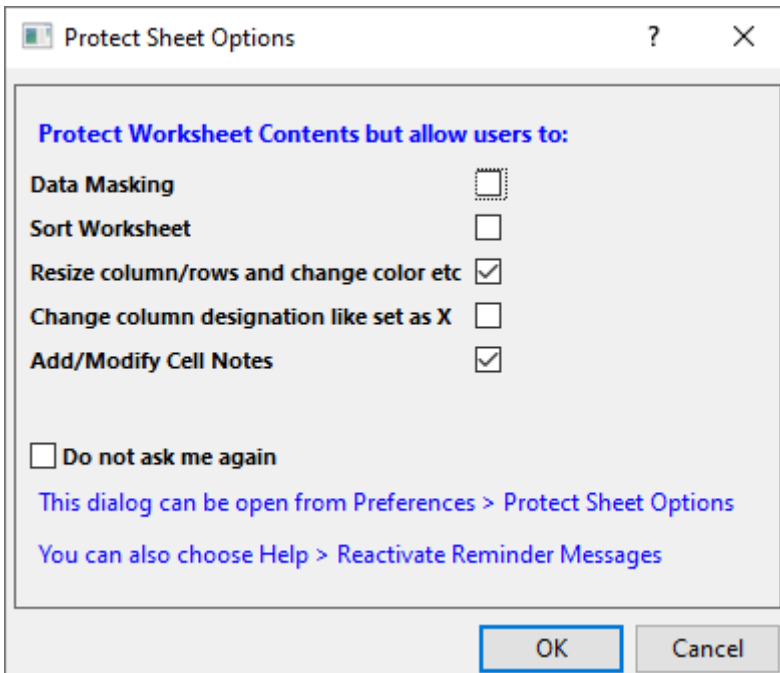 Protect Sheet Options
?
Protect Worksheet Contents but allow users to:
Data Masking
Sort Worksheet
Resize column/rows and change color etc
Change column designation like set as X
Add/Modify Cell Notes
Do not ask me again
This dialog can be open from Preferences > Protect Sheet Options
You can also choose Help > Reactivate Reminder Messages
OK Cancel